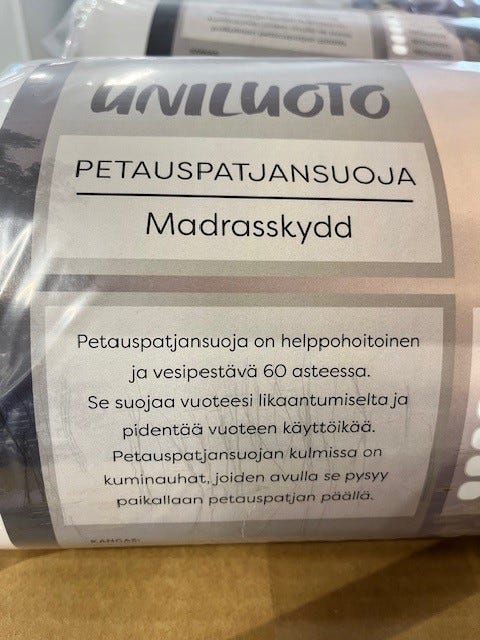 UNILUOTO
PETAUSPATJANSUOJA
Madrasskydd
Petauspatjansuoja on helppohoitoinen
ja vesipestävä 60 asteessa.
Se suojaa vuoteesi likaantumiselta ja
pidentää vuoteen käyttöikää.
Petauspatjansuojan kulmissa on
kuminauhat, joiden avulla se pysyy
paikallaan petauspatjan päällä.
KANGAS: